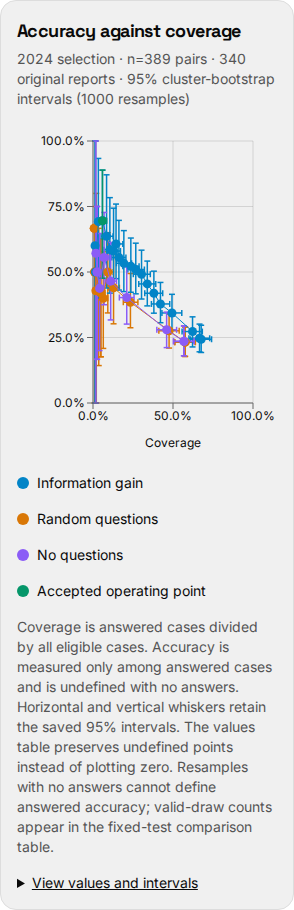 Accuracy against coverage
2024 selection · n=389 pairs · 340
original reports · 95% cluster-bootstrap
intervals (1000 resamples)
100.0%
75.0%
50.0%
25.0%
0.0%
0.0% 50.0% 100.0%
Coverage
Information gain
Random questions
No questions
Accepted operating point
Coverage is answered cases divided
by all eligible cases. Accuracy is
measured only among answered cases
and is undefined with no answers.
Horizontal and vertical whiskers retain
the saved 95% intervals. The values
table preserves undefined points
instead of plotting zero. Resamples
with no answers cannot define
answered accuracy; valid-draw counts
appear in the fixed-test comparison
table.
View values and intervals